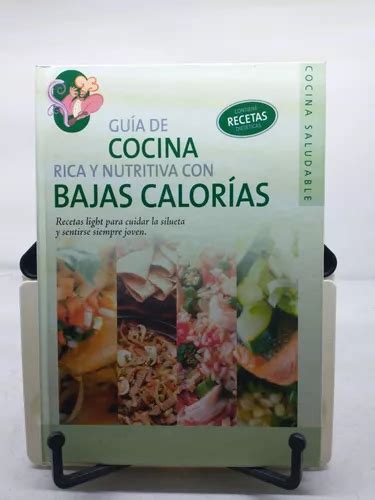 GUÍA DE
COCINA
RICA Y NUTRITIVA CON
BAJAS CALORÍAS
Recetas light para cuidar la silueta
y sentirse siempre joven.
CONTIENE
RECETAS
COCINA SALUDABLE